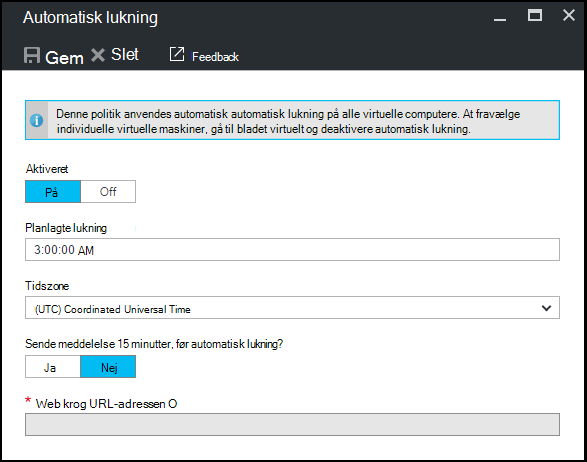 Automatisk lukning
Gem Slet Feedback
Denne politik anvendes automatisk automatisk lukning på alle virtuelle computere. At fravælge
individuelle virtuelle maskiner, gå til bladet virtuelt og deaktivere automatisk lukning.
Aktiveret
På Off
Planlagte lukning
3:00:00 AM
Tidszone
(UTC) Coordinated Universal Time
Sende meddelelse 15 minutter, før automatisk lukning?
Ja Nej
* Web krog URL-adressen O